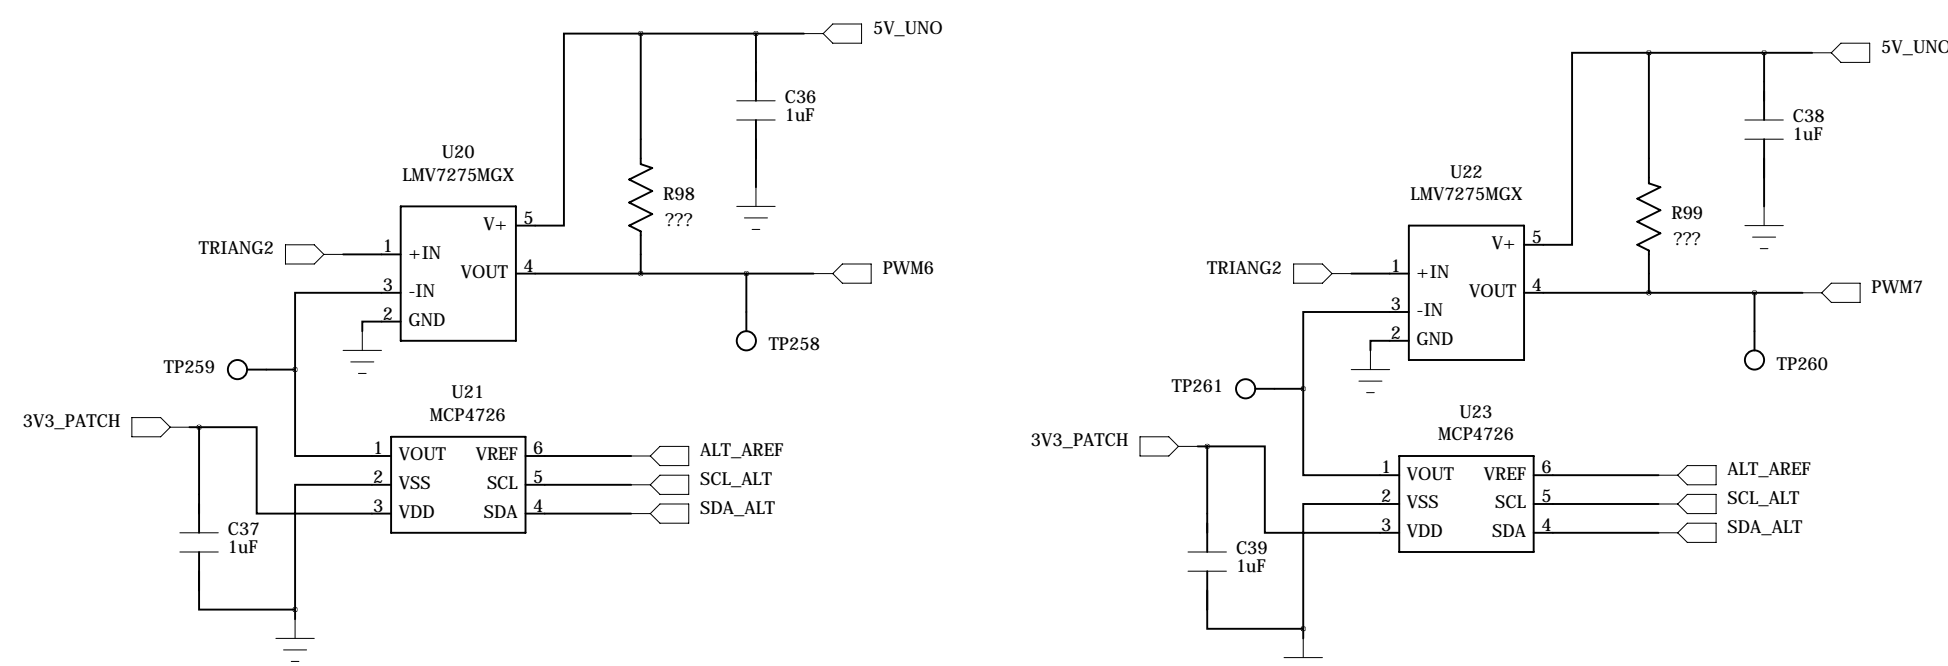 5V_UNO
C36
1uF
U20
LMV7275MGX
R98
???
V+ 5
TRIANG2
1 +IN
VOUT 4
PWM6
3 -IN
2 GND
TP258
TP259
U21
MCP4726
3V3_PATCH
1 VOUT VREF 6
ALT_AREF
2 VSS SCL 5
SCL_ALT
3 VDD SDA 4
SDA_ALT
C37
1uF
5V_UNO
C38
1uF
U22
LMV7275MGX
R99
???
V+ 5
TRIANG2
1 +IN
VOUT 4
PWM7
3 -IN
2 GND
TP260
TP261
U23
MCP4726
3V3_PATCH
1 VOUT VREF 6
ALT_AREF
2 VSS SCL 5
SCL_ALT
3 VDD SDA 4
SDA_ALT
C39
1uF